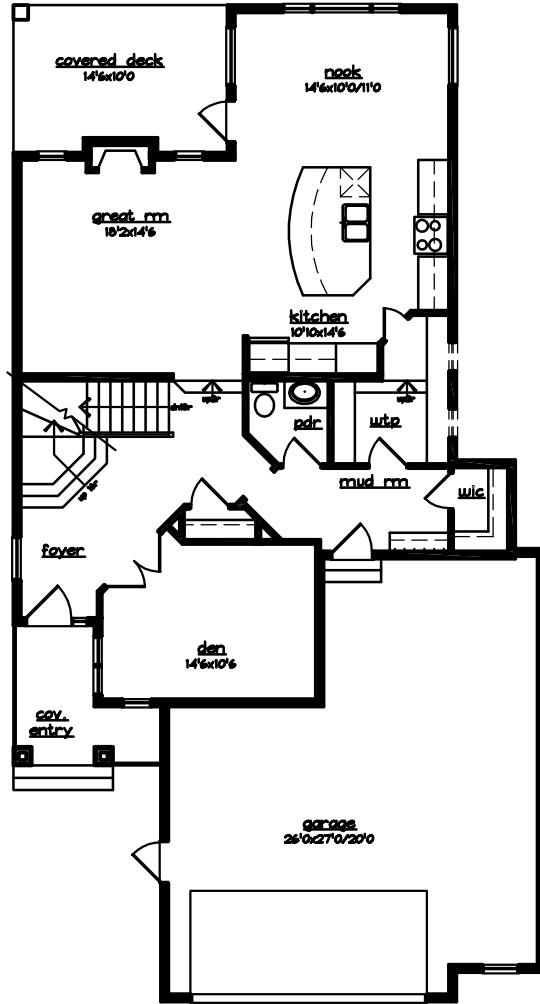 covered deck
14'6x10'0
nook
14'6x10'0/11'0
great rm
18'2x14'6
kitchen
10'10x14'6
pdr
wtp
mud rm
wic
foyer
den
14'6x10'6
cov.
entry
garage
26'0x27'0/20'0